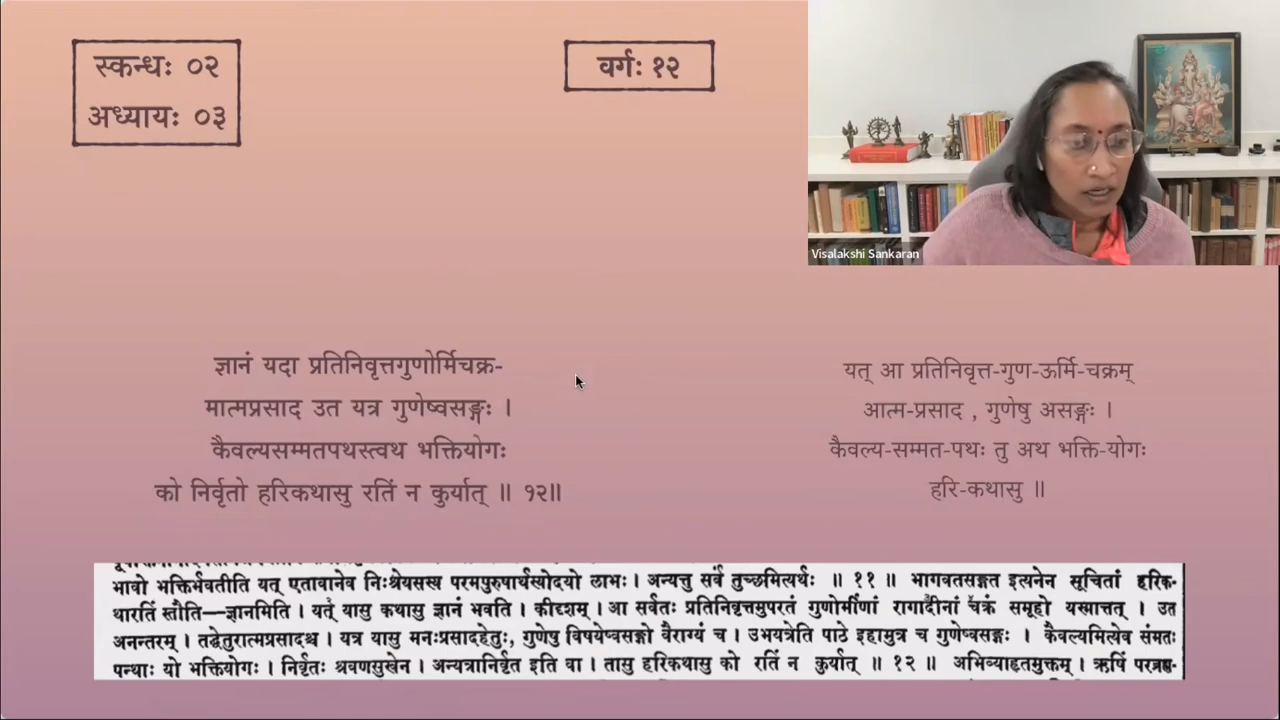 स्कन्धः ०२
अध्यायः ०३
वर्गः १२
Visalakshi Sankaran
ज्ञानं यदा प्रतिनिवृत्तगुणोर्मिचक्र-
मात्मप्रसाद उत यत्र गुणेष्वसङ्गः ।
कैवल्यसम्मतपथस्त्वथ भक्तियोगः
को निर्वृतो हरिकथासु रतिं न कुर्यात् ॥ १२॥
यत् आ प्रतिनिवृत्त-गुण-ऊर्मि-चक्रम्
आत्म-प्रसाद , गुणेषु असङ्गः ।
कैवल्य-सम्मत-पथः तु अथ भक्ति-योगः
हरि-कथासु ॥
भावो भक्तिर्भवतीति यत् एतावानेव निःश्रेयसस्य परमपुरुषार्थस्योदयो लाभः । अन्यत्तु सर्वं तुच्छमित्यर्थः ॥ ११ ॥ भागवतसङ्गत इत्यनेन सूचितां हरिक-
थारतिं स्तौति—ज्ञानमिति । यत् यासु कथासु ज्ञानं भवति । कीदृशम् । आ सर्वतः प्रतिनिवृत्तमुपरतं गुणोर्मीणां रागादीनां चक्रं समूहो यस्मात्तत् । उत
अनन्तरम् । तद्धेतुरात्मप्रसादश्च । यत्र यासु मनःप्रसादहेतुः, गुणेषु विषयेष्वसङ्गो वैराग्यं च । उभयत्रेति पाठे इहामुत्र च गुणेष्वसङ्गः । कैवल्यमित्येव संमतः
पन्थाः यो भक्तियोगः । निर्वृतः श्रवणसुखेन । अन्यत्रानिर्वृत इति वा । तासु हरिकथासु को रतिं न कुर्यात् ॥ १२ ॥ अभिव्याहृतमुक्तम् । ऋषिं